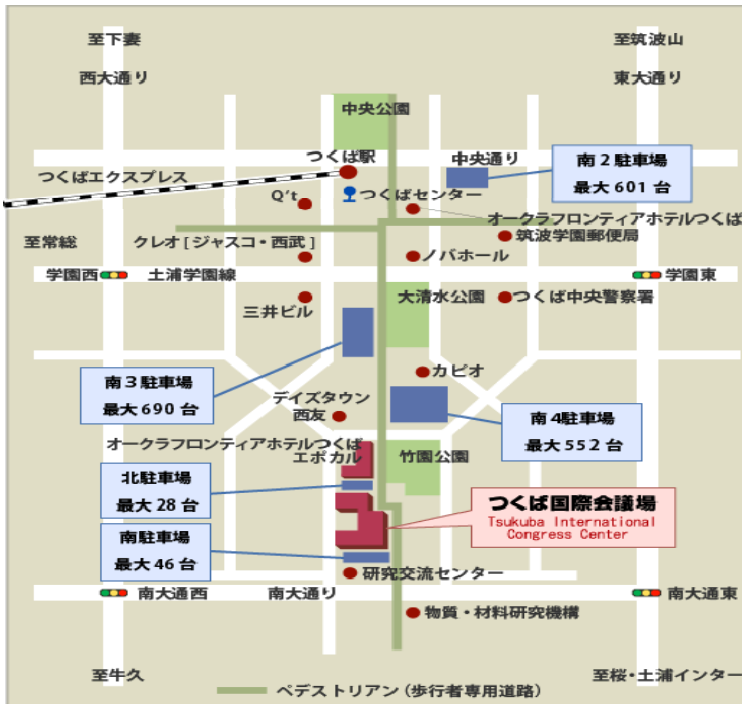 至下妻
至筑波山
西大通り
東大通り
中央公園
つくば駅
中央通り
南2駐車場
最大 601 台
つくばエクスプレス
Q't
つくばセンター
オークラフロンティアホテルつくば
筑波学園郵便局
至常総
クレオ [ ジャスコ・西武 ]
ノバホール
学園西
土浦学園線
学園東
大清水公園
つくば中央警察署
三井ビル
南3駐車場
最大 690 台
カピオ
デイズタウン
西友
南4駐車場
最大 552 台
オークラフロンティアホテルつくば
エポカル
竹園公園
北駐車場
最大 28 台
つくば国際会議場
Tsukuba International
Congress Center
南駐車場
最大 46 台
研究交流センター
南大通西
南大通り
南大通東
物質・材料研究機構
至牛久
至桜・土浦インター
ペデストリアン (歩行者専用道路)